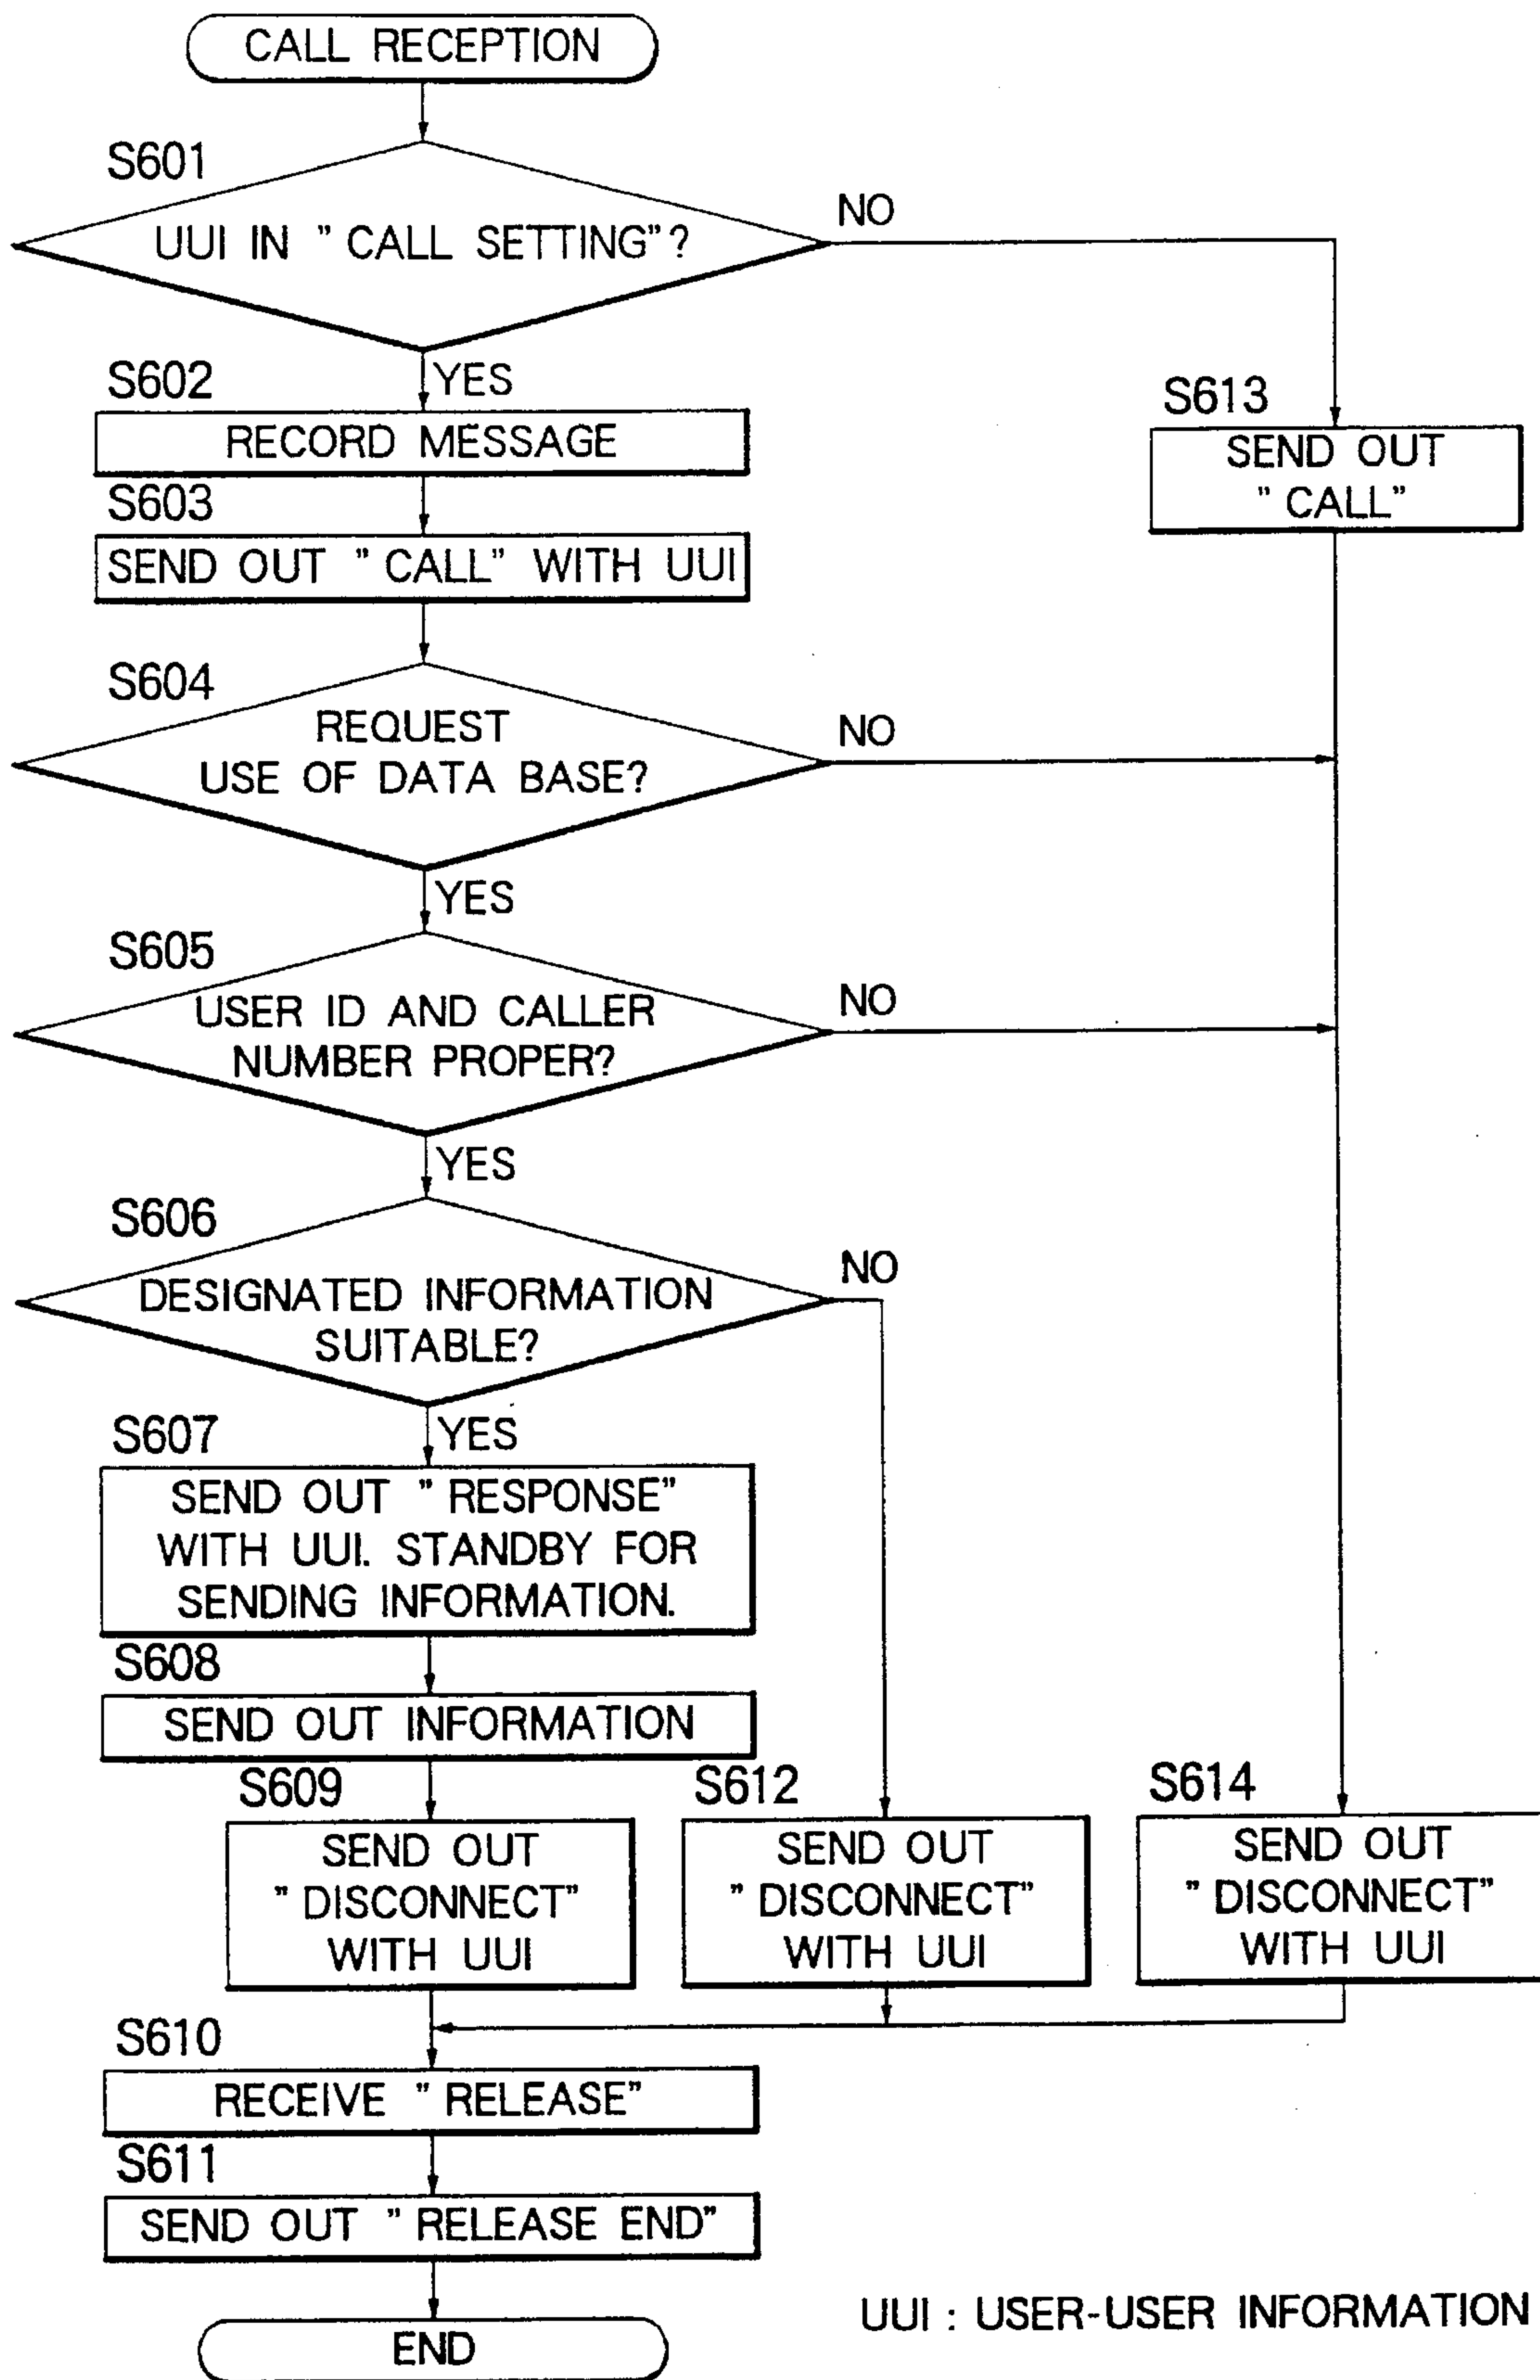 CALL RECEPTION
S601
UUI IN " CALL SETTING" ?
NO
YES
S602
RECORD MESSAGE
S613
SEND OUT
" CALL"
S603
SEND OUT " CALL" WITH UUI
S604
REQUEST
USE OF DATA BASE?
NO
YES
S605
USER ID AND CALLER
NUMBER PROPER?
NO
YES
S606
DESIGNATED INFORMATION
SUITABLE?
NO
YES
S607
SEND OUT " RESPONSE"
WITH UUI. STANDBY FOR
SENDING INFORMATION.
S608
SEND OUT INFORMATION
S609
SEND OUT
" DISCONNECT"
WITH UUI
S612
SEND OUT
" DISCONNECT"
WITH UUI
S614
SEND OUT
" DISCONNECT"
WITH UUI
S610
RECEIVE " RELEASE"
S611
SEND OUT " RELEASE END"
END
UUI : USER-USER INFORMATION